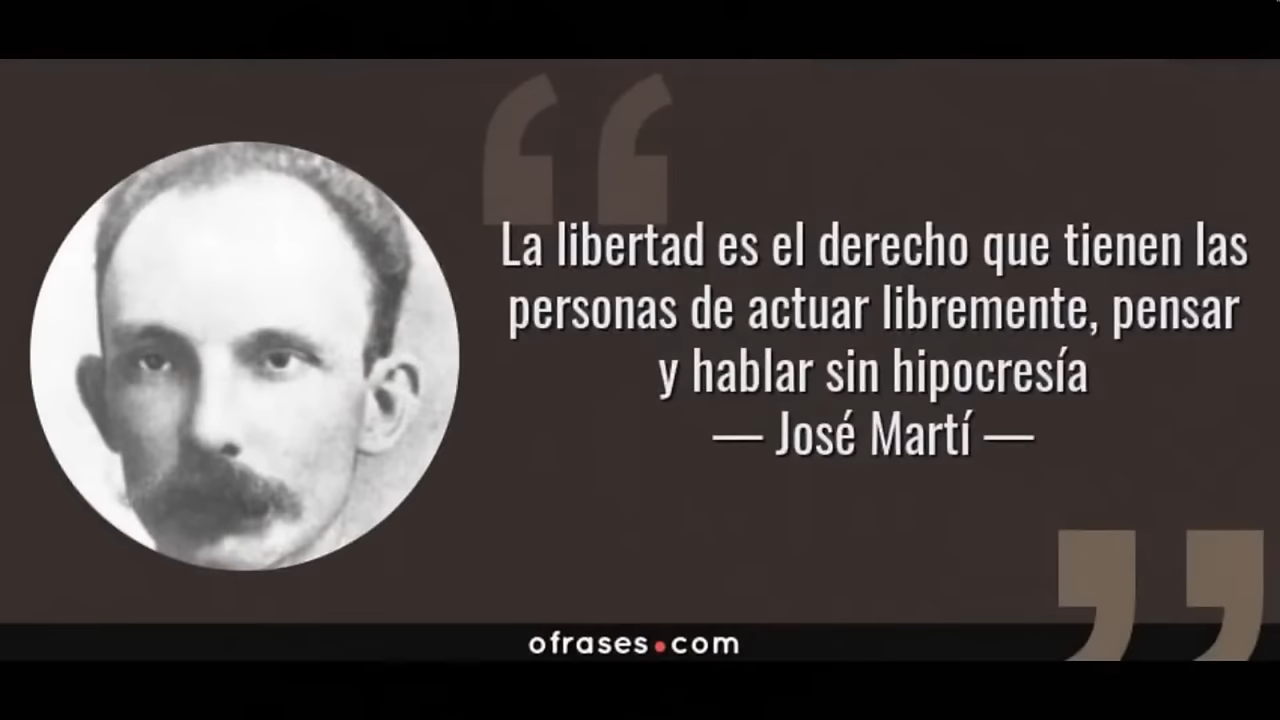 La libertad es el derecho que tienen las
personas de actuar libremente, pensar
y hablar sin hipocresía
— José Martí —
ofrases.com